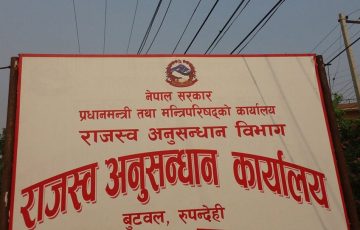 नेपाल सरकार
प्रधानमन्त्री तथा मन्त्रिपरिषद्को कार्यालय
राजस्व अनुसन्धान विभाग
राजस्व अनुसन्धान कार्यालय
बुटवल, रुपन्देही